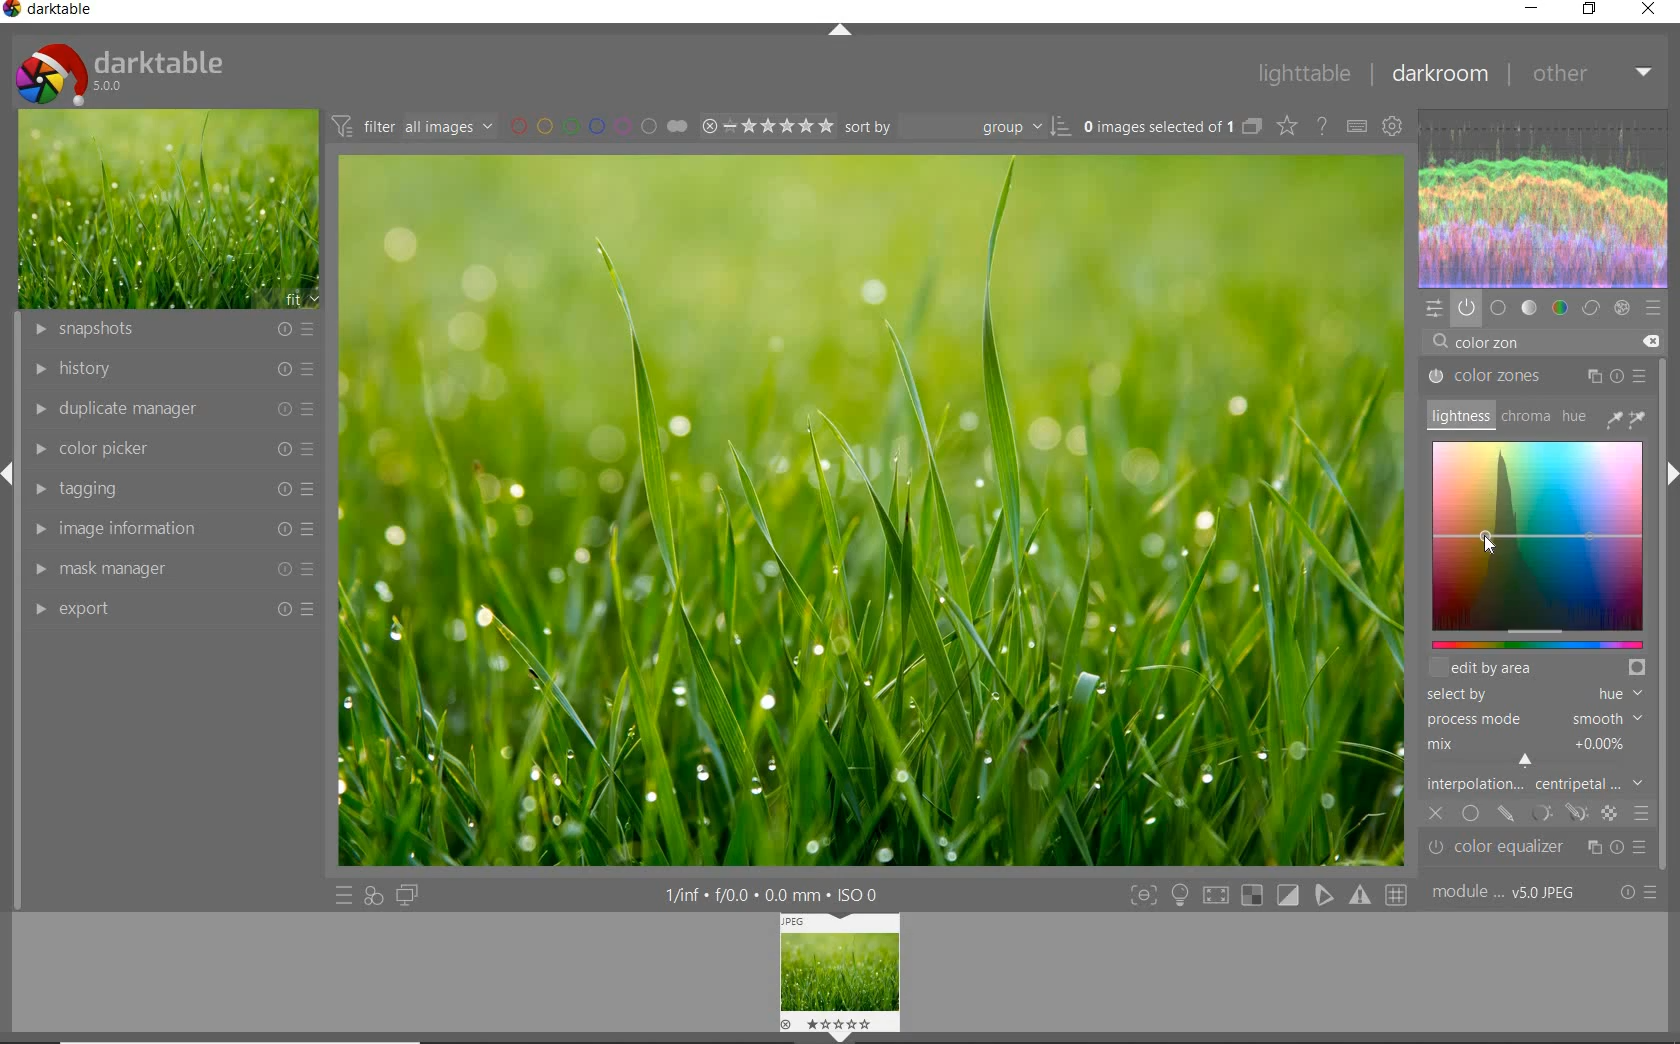 darktable
darktable
5.0.0
lighttable | darkroom | other
filter all images sort by group 0 images selected of 1
fit
snapshots
history
duplicate manager
color picker
tagging
image information
mask manager
export
color zon
color zones
lightness chroma hue
edit by area
select by hue
process mode smooth
mix +0.00%
interpolation... centripetal ...
color equalizer
module ... v5.0 JPEG
1/inf • f/0.0 • 0.0 mm • ISO 0
JPEG